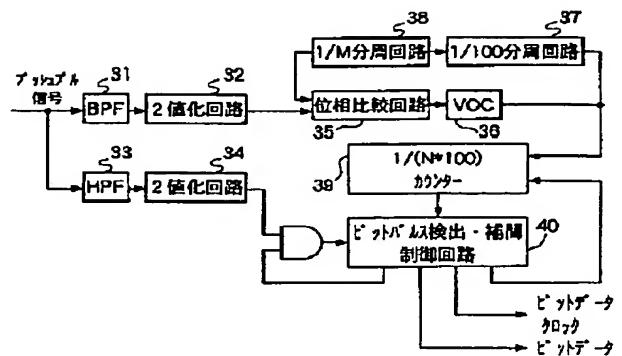 38
37
1/M分周回路
1/100分周回路
プッシュプル
信号
31
32
BPF
2値化回路
位相比較回路
VOC
35
36
33
34
HPF
2値化回路
1/(N*100)
カウンター
39
ピットパルス検出・補間
制御回路
40
ピットデータ
クロック
ピットデータ